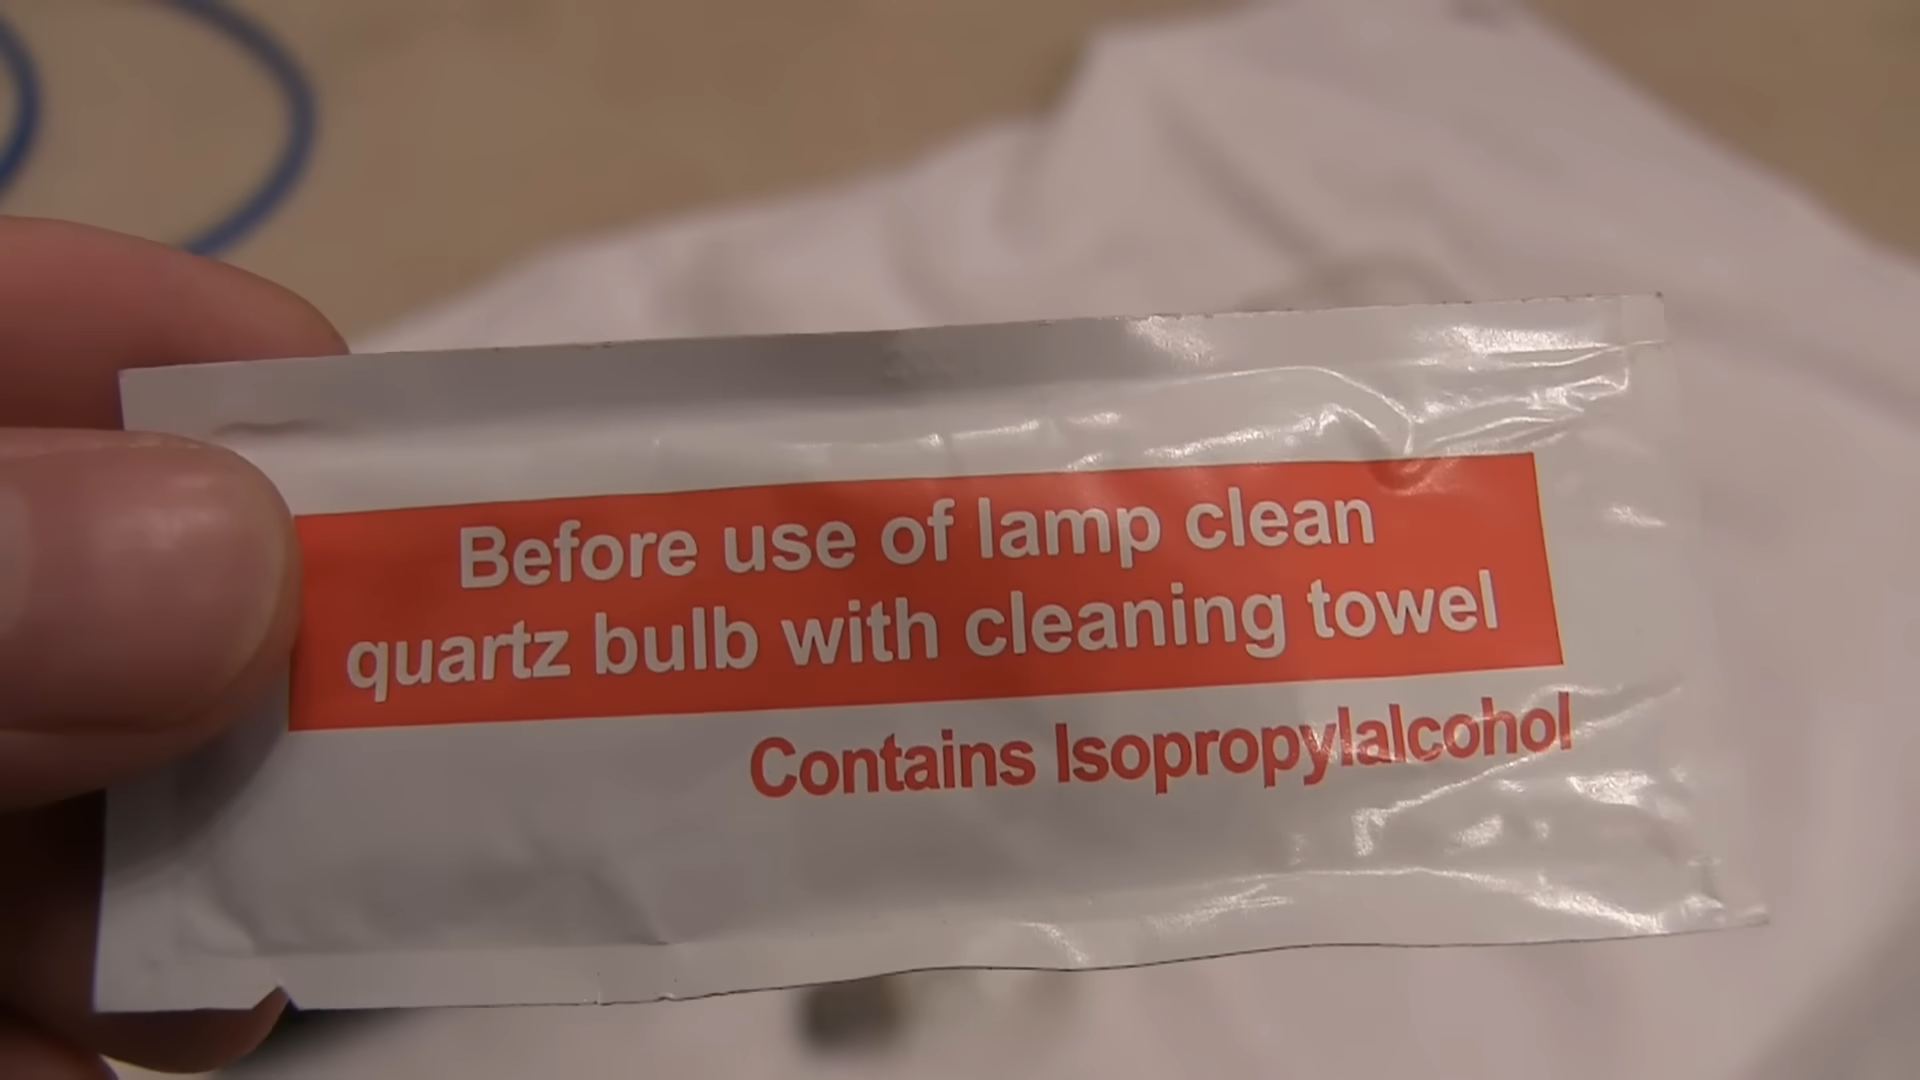 Before use of lamp clean
quartz bulb with cleaning towel
Contains Isopropylalcohol